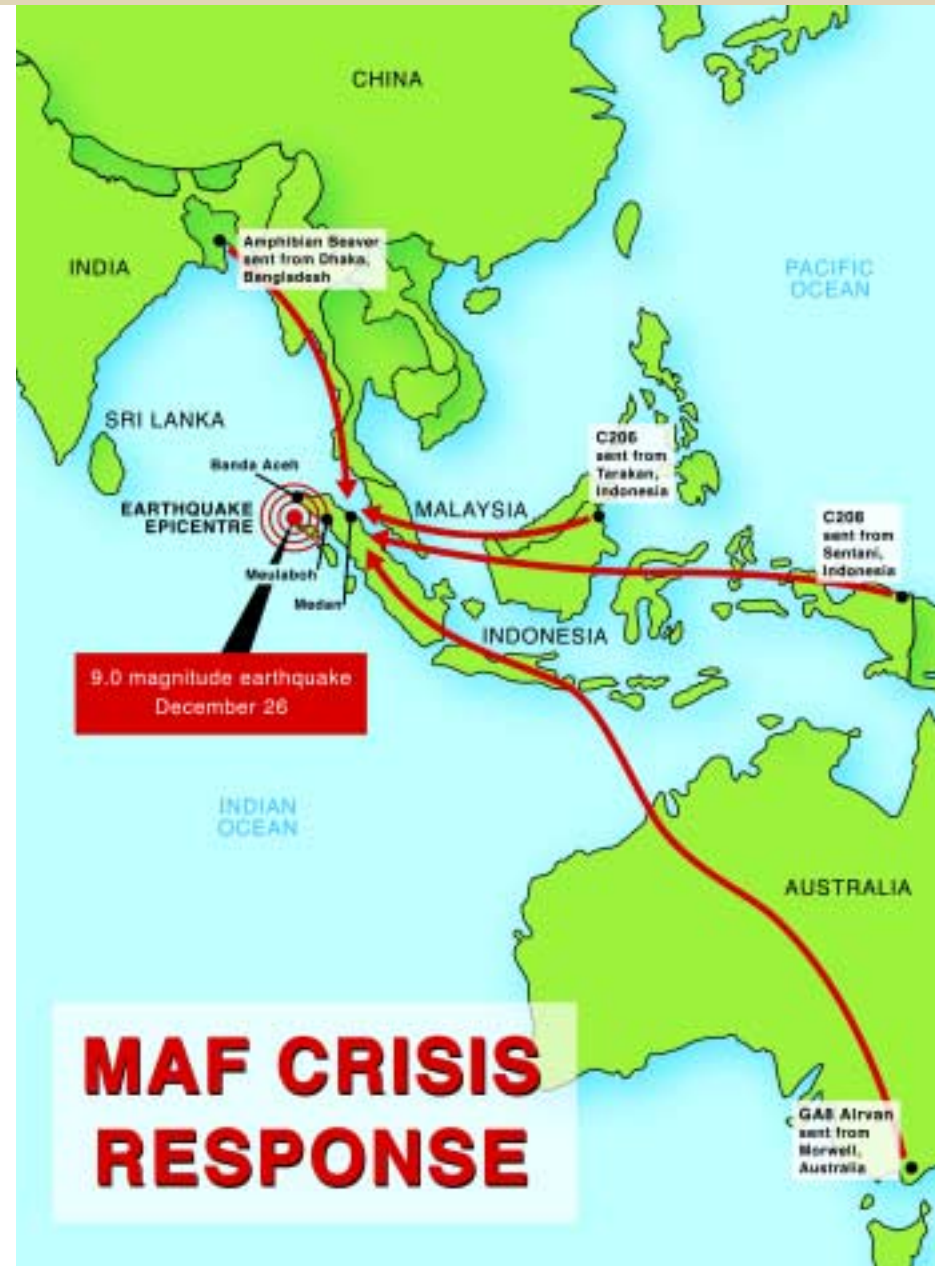 CHINA
Amphibian Beaver
sent from Dhaka,
Bangladesh
INDIA
PACIFIC
OCEAN
SRI LANKA
C206
sent from
Tarakan,
Indonesia
Banda Aceh
EARTHQUAKE
EPICENTRE
MALAYSIA
C208
sent from
Sentani,
Indonesia
Meulaboh
Medan
INDONESIA
9.0 magnitude earthquake
December 26
INDIAN
OCEAN
AUSTRALIA
MAF CRISIS
RESPONSE
GA8 Airvan
sent from
Morwell,
Australia